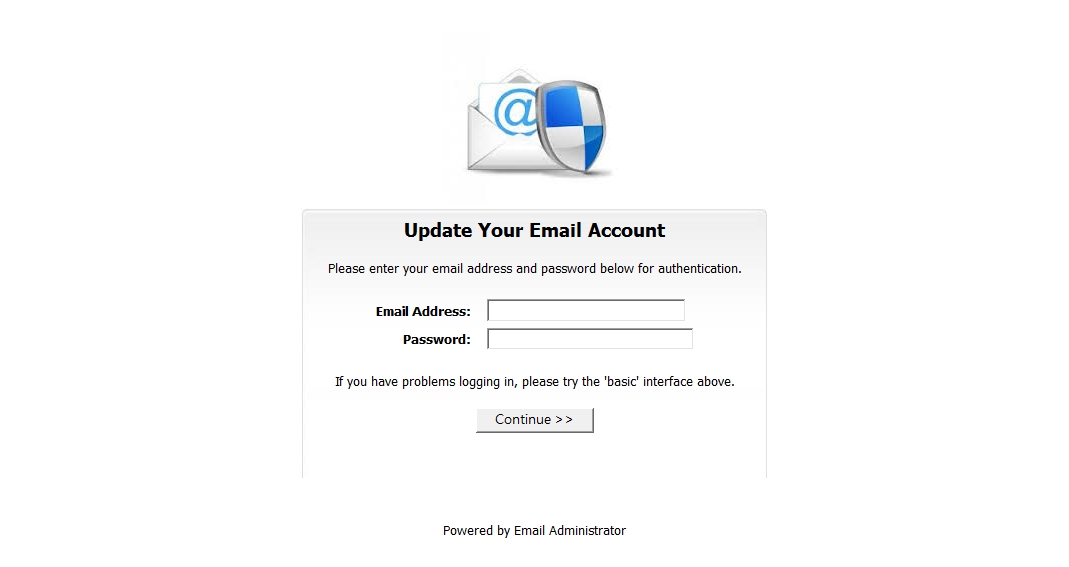 @
Update Your Email Account
Please enter your email address and password below for authentication.
Email Address:
Password:
If you have problems logging in, please try the 'basic' interface above.
Continue >>
Powered by Email Administrator